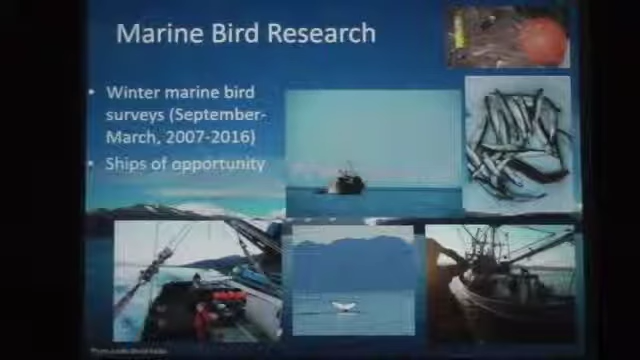 Marine Bird Research
• Winter marine bird
surveys (September-
March, 2007-2016)
• Ships of opportunity